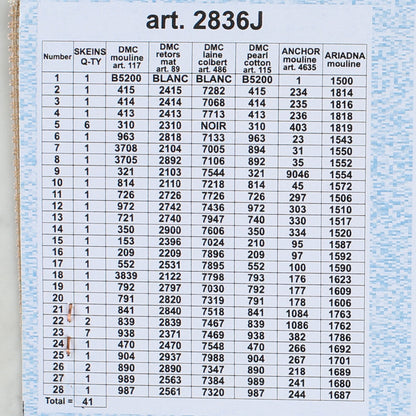 art. 2836J
Number SKEINS Q-TY DMC mouline art. 117 DMC retors mat art. 89 DMC laine colbert art. 486 DMC pearl cotton art. 115 ANCHOR mouline art. 4635 ARIADNA mouline
1 1 B5200 BLANC BLANC B5200 1 1500
2 1 415 2415 7282 415 234 1814
3 1 414 2414 7068 414 235 1816
4 1 413 2413 7713 413 236 1818
5 6 310 2310 NOIR 310 403 1819
6 1 963 2818 7133 963 23 1543
7 1 3708 2104 7005 894 31 1550
8 1 3705 2892 7106 892 35 1552
9 1 321 2103 7544 321 9046 1554
10 1 814 2110 7218 814 45 1572
11 1 726 2726 7726 726 297 1506
12 1 972 2742 7436 972 303 1510
13 1 721 2740 7947 740 330 1517
14 1 350 2900 7606 350 334 1520
15 1 153 2396 7024 210 95 1587
16 1 209 2209 7896 209 97 1592
17 1 552 2531 7895 552 100 1590
18 1 3839 2122 7798 793 176 1623
19 1 792 2797 7030 792 177 1609
20 1 791 2820 7319 791 178 1606
21 1 841 2840 7518 841 1084 1763
22 2 839 2839 7467 839 1086 1762
23 7 938 2371 7469 938 382 1786
24 1 470 2470 7548 470 266 1692
25 1 904 2937 7988 904 267 1701
26 2 890 2890 7347 890 218 1689
27 1 989 2563 7384 989 241 1680
28 1 987 2561 7320 987 244 1687
Total = 41